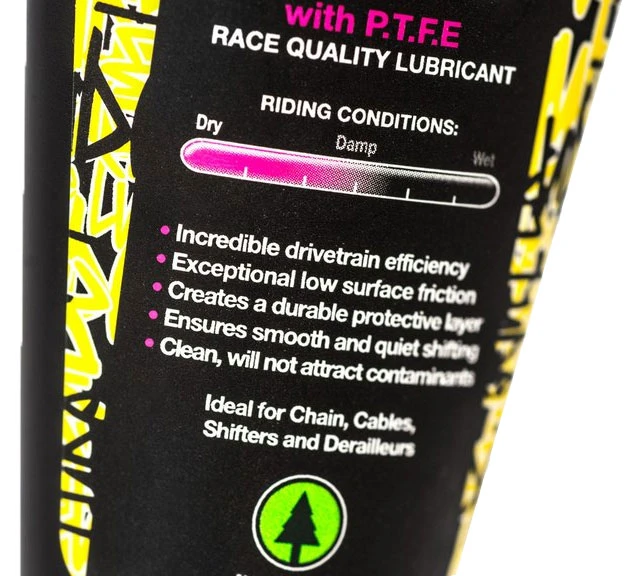 with P.T.F.E
RACE QUALITY LUBRICANT
RIDING CONDITIONS:
Dry
Damp
Wet
• Incredible drivetrain efficiency
• Exceptional low surface friction
• Creates a durable protective layer
• Ensures smooth and quiet shifting
• Clean, will not attract contaminants
Ideal for Chain, Cables,
Shifters and Derailleurs